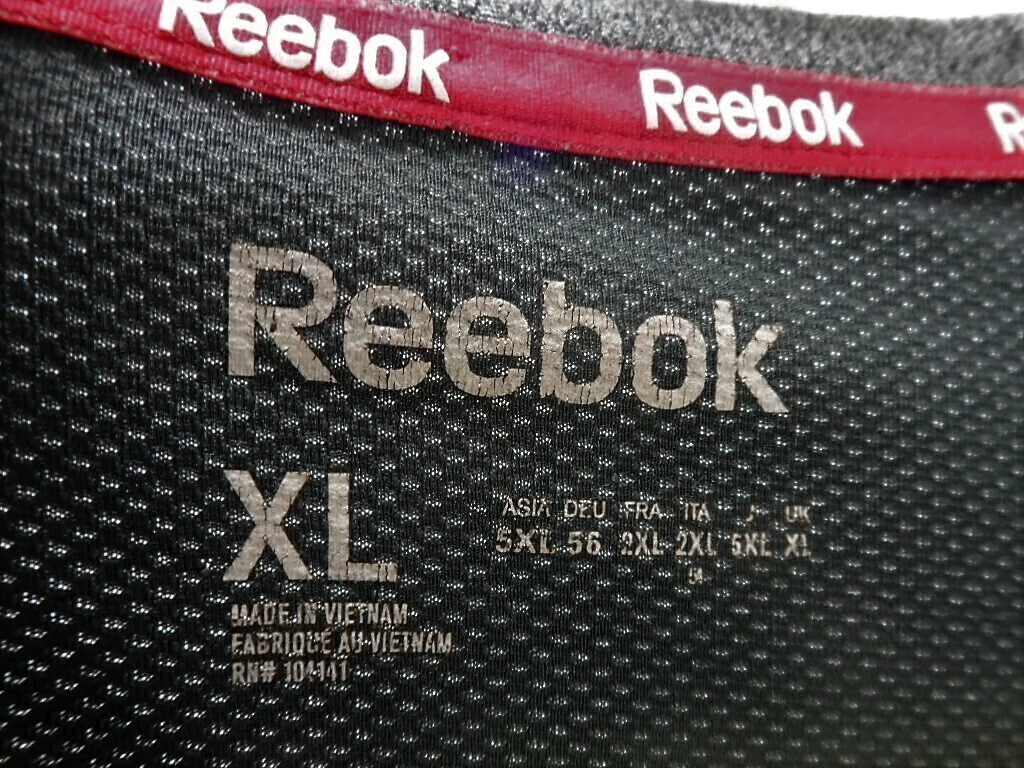 Reebok Reebok R
Reebok
XL
ASIA DEU FRA ITA J UK
5XL 56 2XL 2XL 5XL XL
MADE IN VIETNAM
FABRIQUÉ AU VIETNAM
RN# 104141